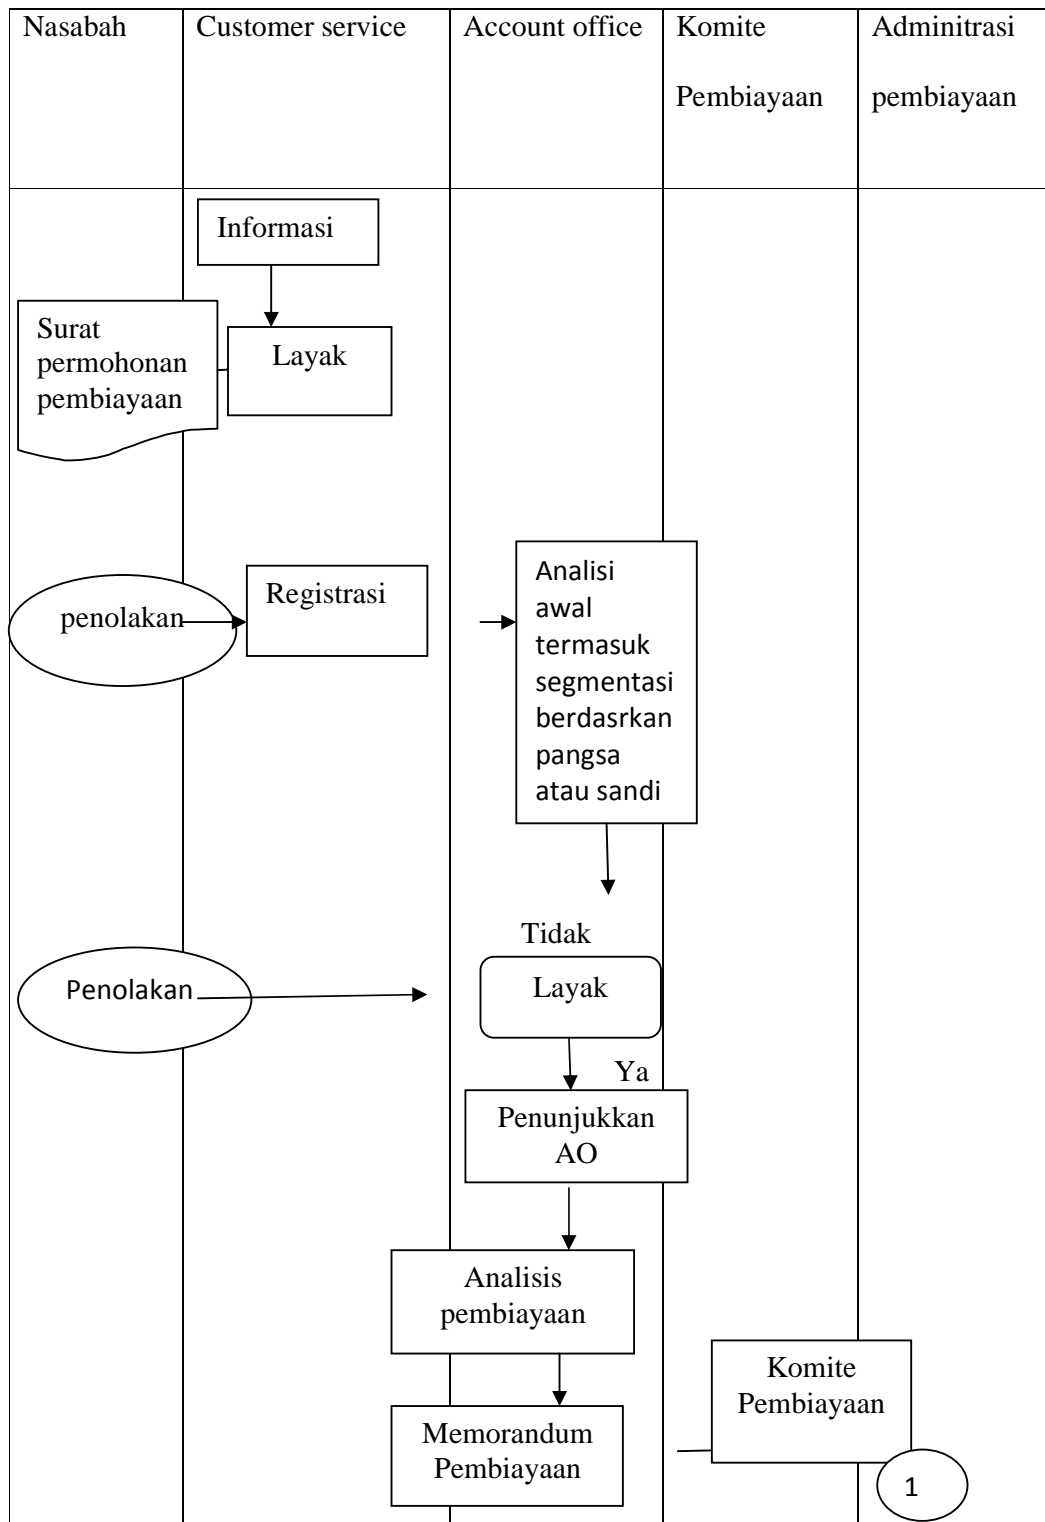 Nasabah
Customer service
Account office
Komite
Pembiayaan
Adminitrasi
pembiayaan
Informasi
Surat
permohonan
pembiayaan
Layak
penolakan
Registrasi
Analisi
awal
termasuk
segmentasi
berdasrkan
pangsa
atau sandi
Tidak
Penolakan
Layak
Ya
Penunjukkan
AO
Analisis
pembiayaan
Komite
Pembiayaan
Memorandum
Pembiayaan
1